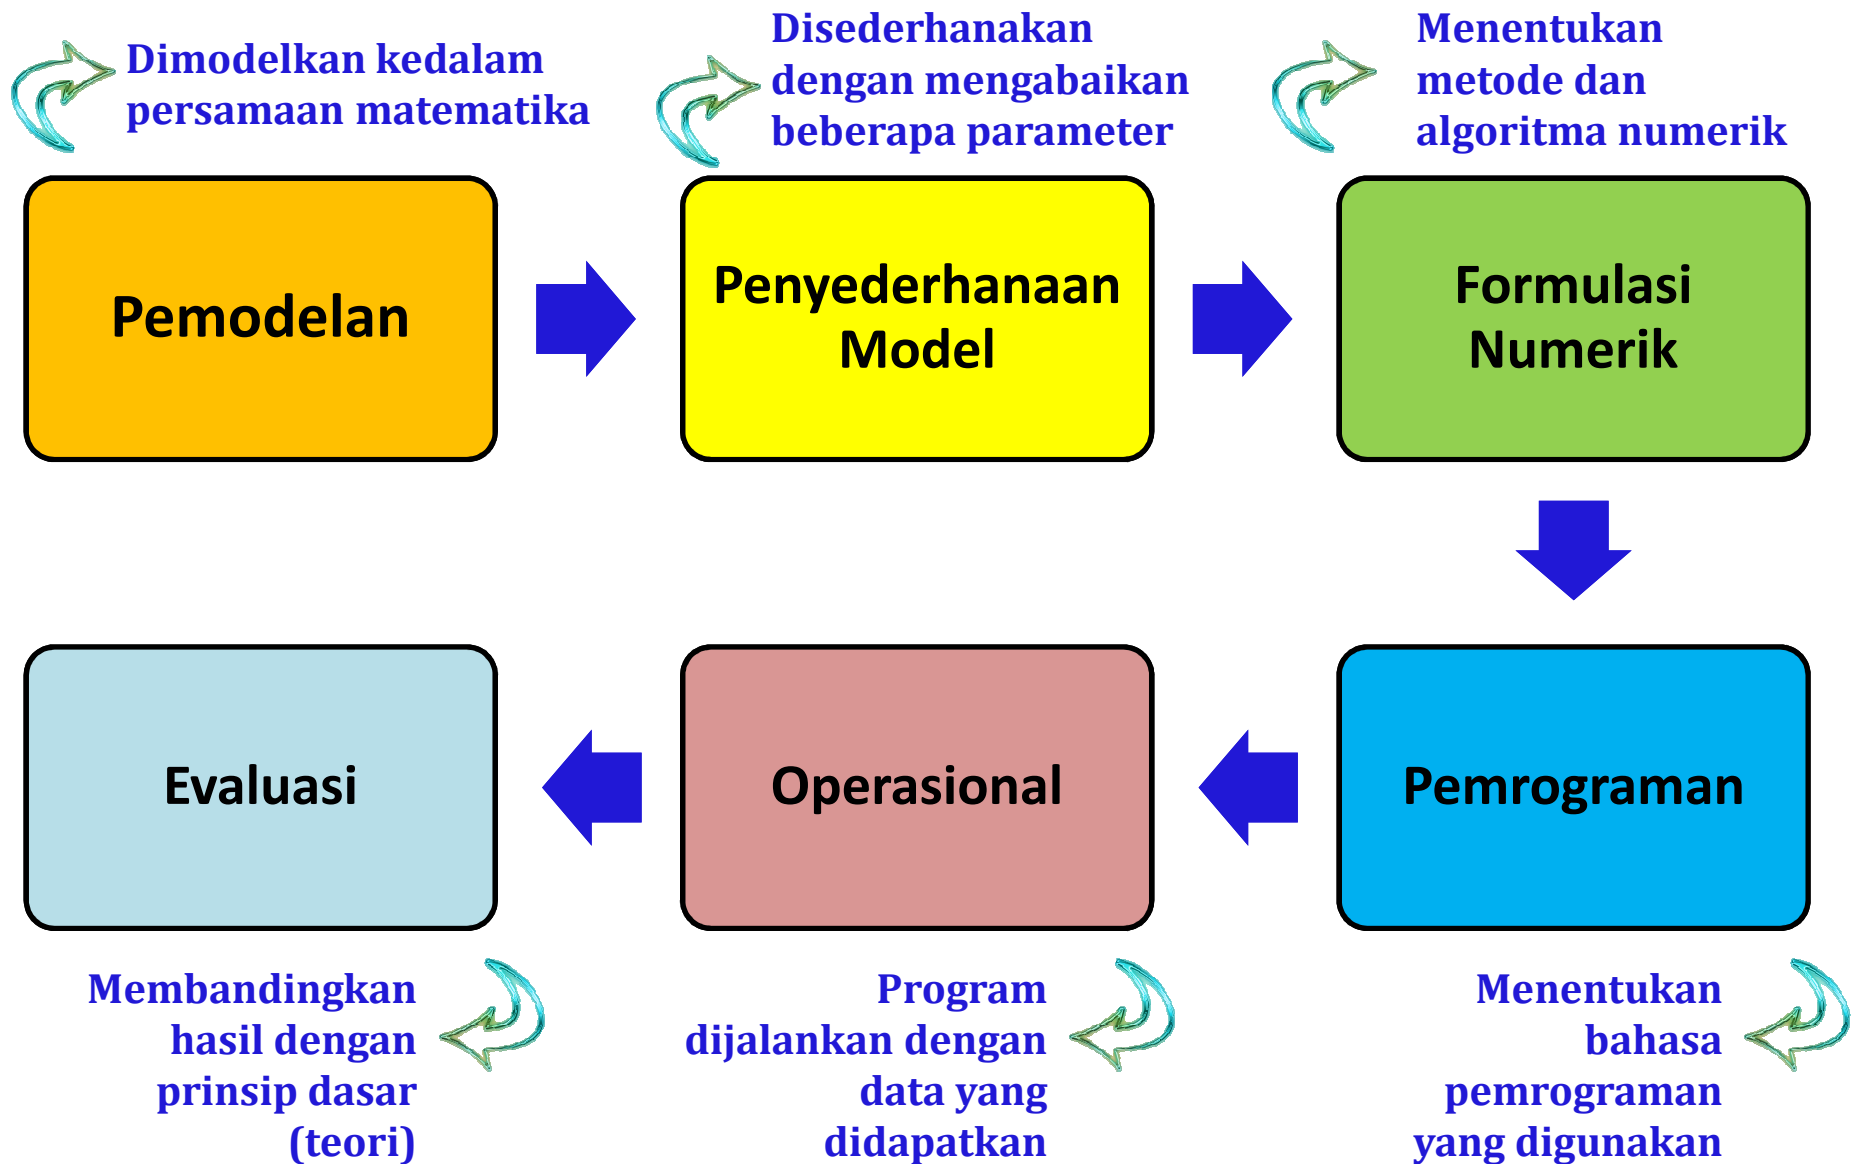 Dimodelkan kedalam
persamaan matematika
Disederhanakan
dengan mengabaikan
beberapa parameter
Menentukan
metode dan
algoritma numerik
Pemodelan
Penyederhanaan
Model
Formulasi
Numerik
Evaluasi
Operasional
Pemrograman
Membandingkan
hasil dengan
prinsip dasar
(teori)
Program
dijalankan dengan
data yang
didapatkan
Menentukan
bahasa
pemrograman
yang digunakan